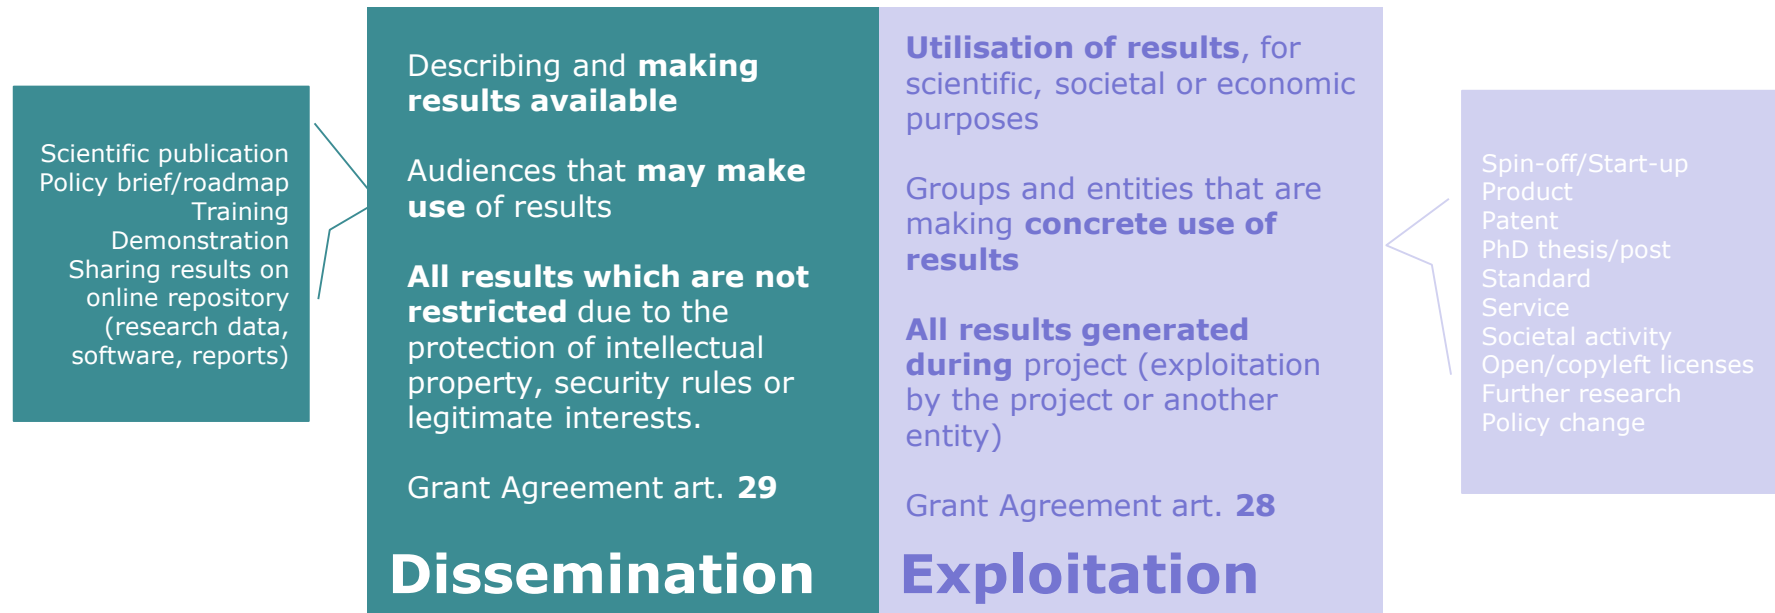 Scientific publication
Policy brief/roadmap
Training
Demonstration
Sharing results on
online repository
(research data,
software, reports)
Describing and making
results available
Audiences that may make
use of results
All results which are not
restricted due to the
protection of intellectual
property, security rules or
legitimate interests.
Grant Agreement art. 29
Dissemination
Utilisation of results, for
scientific, societal or economic
purposes
Groups and entities that are
making concrete use of
results
All results generated
during project (exploitation
by the project or another
entity)
Grant Agreement art. 28
Exploitation
Spin-off/Start-up
Product
Patent
PhD thesis/post
Standard
Service
Societal activity
Open/copyleft licenses
Further research
Policy change